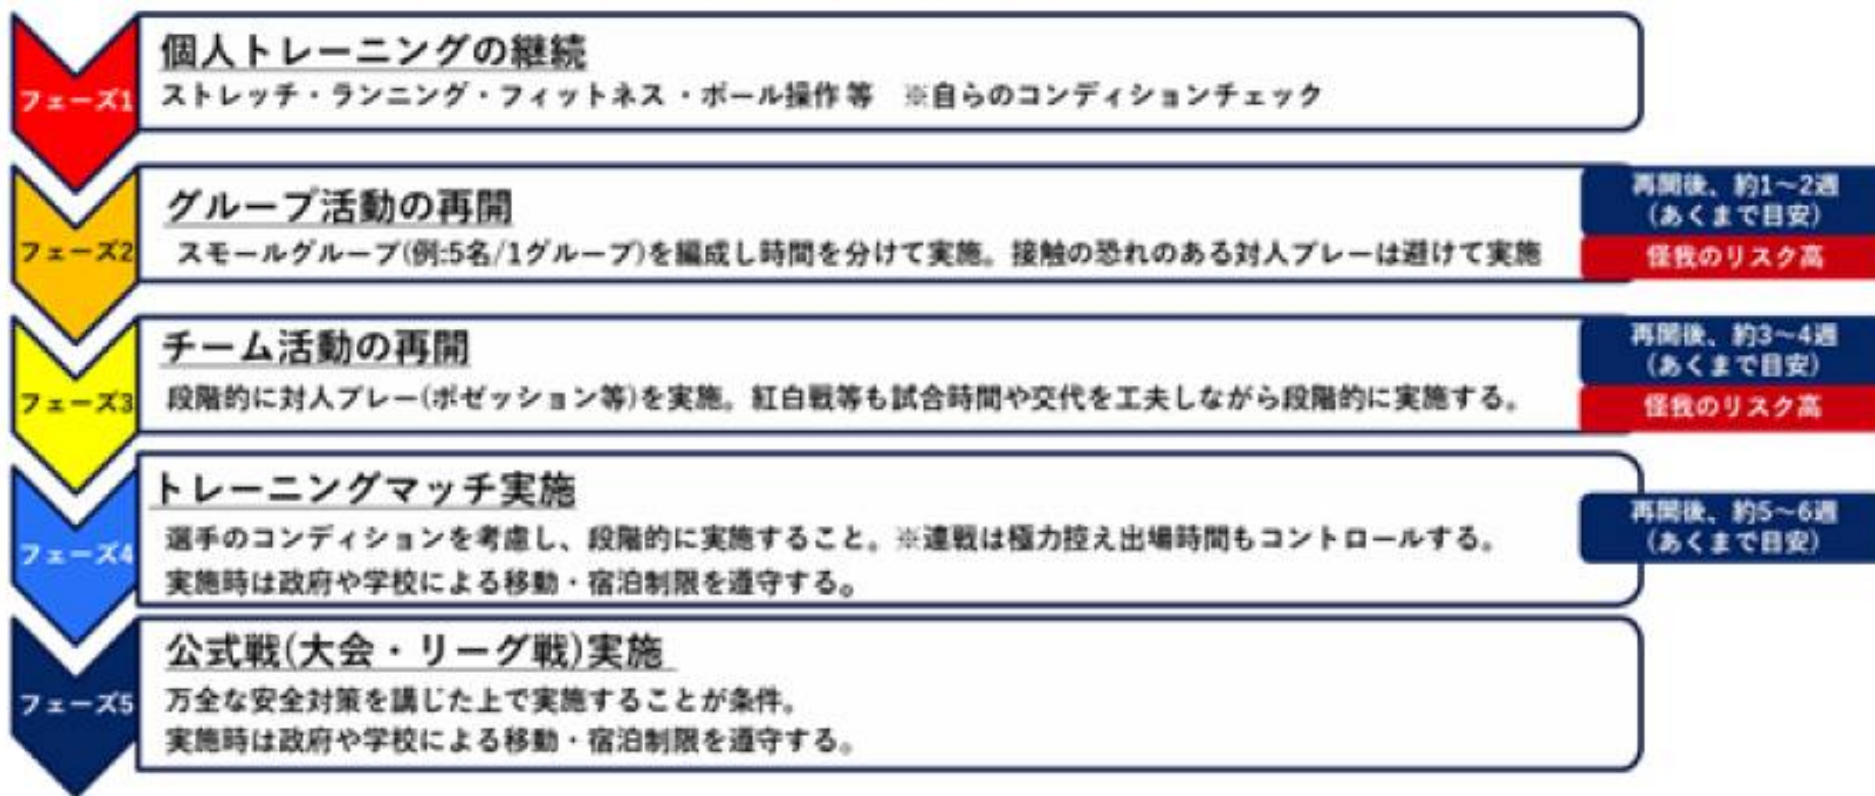 フェーズ1
個人トレーニングの継続
ストレッチ・ランニング・フィットネス・ボール操作等　※自らのコンディションチェック
フェーズ2
グループ活動の再開
スモールグループ(例:5名/1グループ)を編成し時間を分けて実施。接触の恐れのある対人プレーは避けて実施
再開後、約1〜2週
(あくまで目安)
怪我のリスク高
フェーズ3
チーム活動の再開
段階的に対人プレー(ポゼッション等)を実施。紅白戦等も試合時間や交代を工夫しながら段階的に実施する。
再開後、約3〜4週
(あくまで目安)
怪我のリスク高
フェーズ4
トレーニングマッチ実施
選手のコンディションを考慮し、段階的に実施すること。※連戦は極力控え出場時間もコントロールする。
実施時は政府や学校による移動・宿泊制限を遵守する。
再開後、約5〜6週
(あくまで目安)
フェーズ5
公式戦(大会・リーグ戦)実施
万全な安全対策を講じた上で実施することが条件。
実施時は政府や学校による移動・宿泊制限を遵守する。